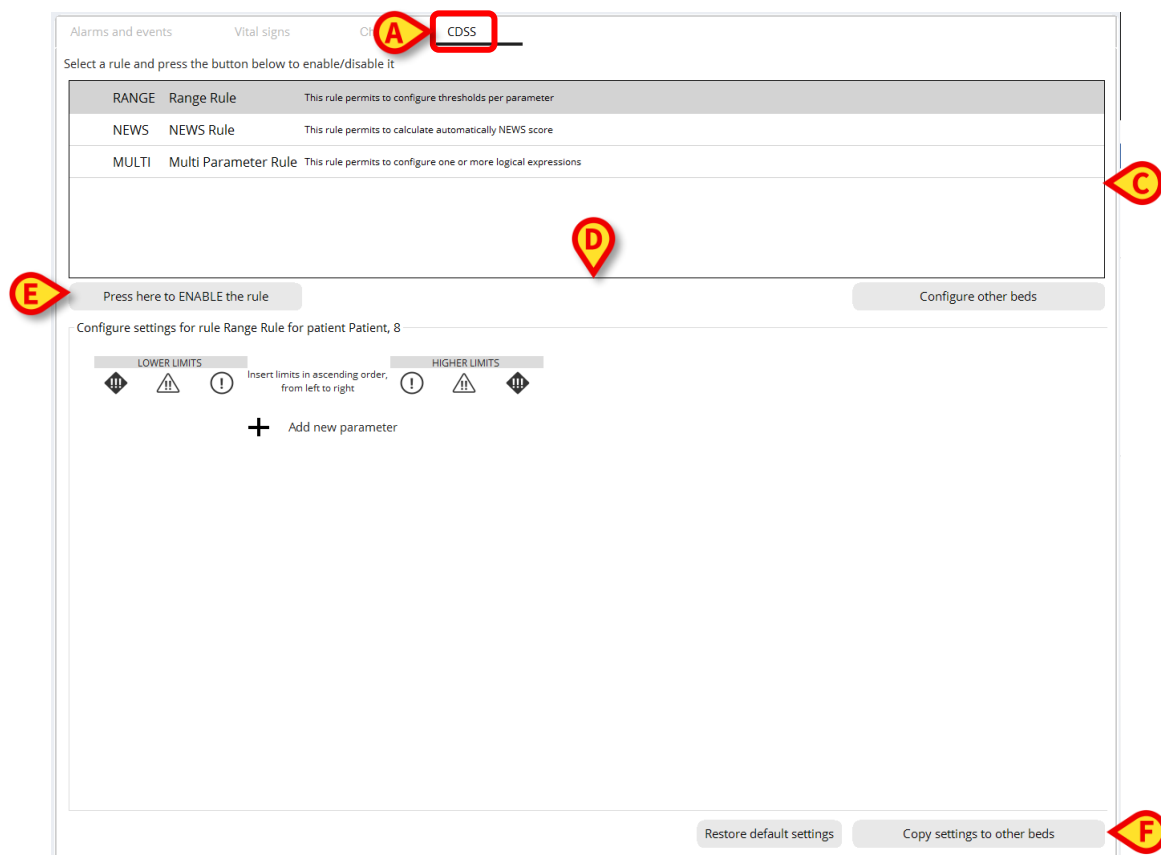 Alarms and events Vital signs Ch A CDSS
Select a rule and press the button below to enable/disable it
RANGE Range Rule This rule permits to configure thresholds per parameter
NEWS NEWS Rule This rule permits to calculate automatically NEWS score
MULTI Multi Parameter Rule This rule permits to configure one or more logical expressions
C
D
E Press here to ENABLE the rule Configure other beds
Configure settings for rule Range Rule for patient Patient, 8
LOWER LIMITS HIGHER LIMITS
!!! !! ! Insert limits in ascending order, ! !! !!!
from left to right
Add new parameter
Restore default settings Copy settings to other beds F